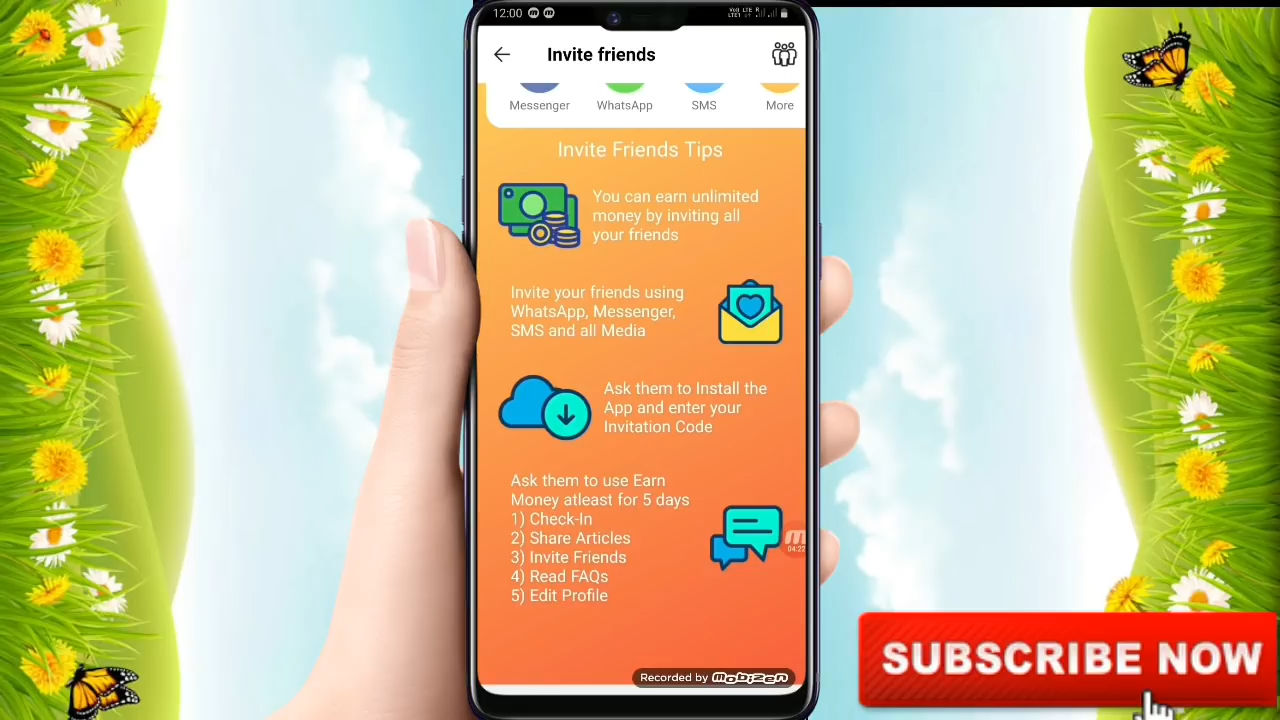 12:00
Invite friends
Messenger
WhatsApp
SMS
More
Invite Friends Tips
You can earn unlimited
money by inviting all
your friends
Invite your friends using
WhatsApp, Messenger,
SMS and all Media
Ask them to Install the
App and enter your
Invitation Code
Ask them to use Earn
Money atleast for 5 days
1) Check-In
2) Share Articles
3) Invite Friends
4) Read FAQs
5) Edit Profile
04:22
Recorded by Mobizen
SUBSCRIBE NOW